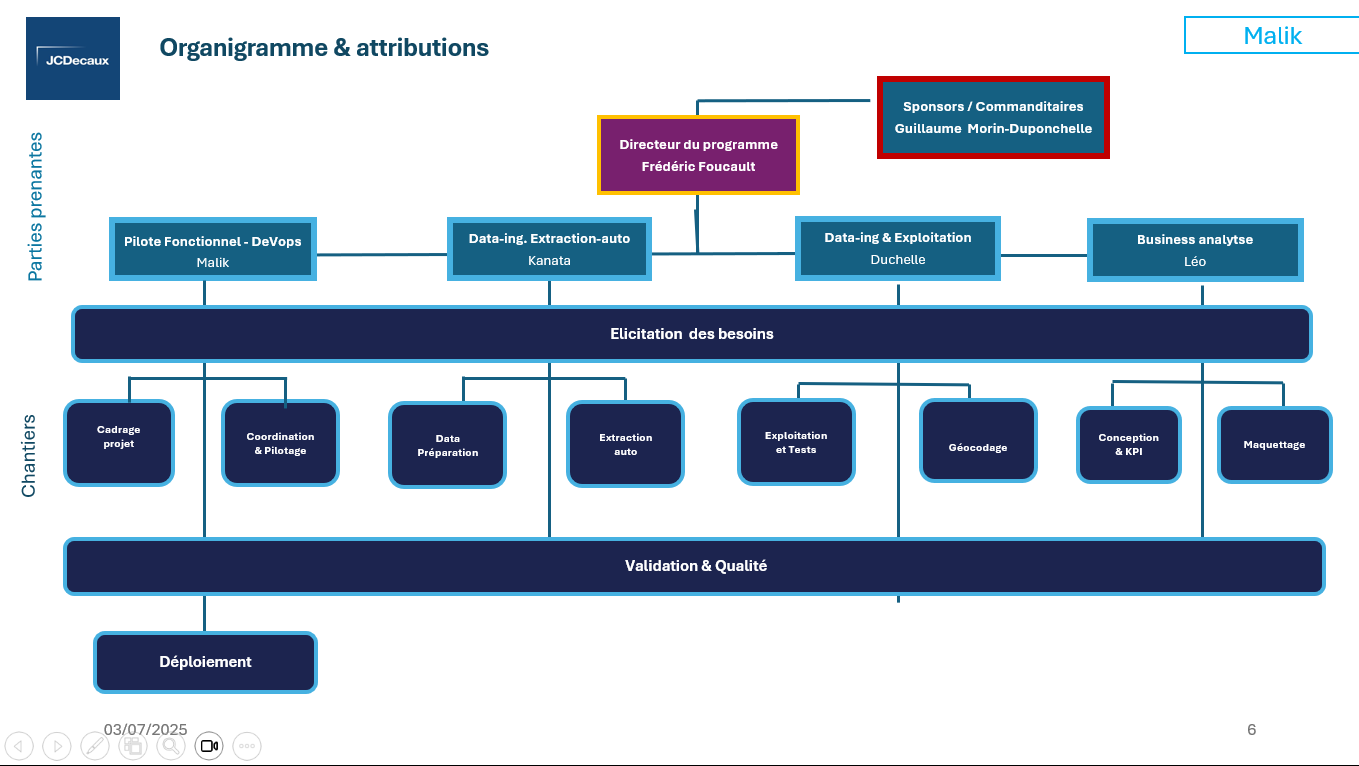 JCDecaux
Organigramme & attributions
Malik
Parties prenantes
Sponsors / Commanditaires
Guillaume Morin-Duponchelle
Directeur du programme
Frédéric Foucault
Pilote Fonctionnel - DeVops
Malik
Data-ing. Extraction-auto
Kanata
Data-ing & Exploitation
Duchelle
Business analytse
Léo
Elicitation des besoins
Chantiers
Cadrage
projet
Coordination
& Pilotage
Data
Préparation
Extraction
auto
Exploitation
et Tests
Géocodage
Conception
& KPI
Maquettage
Validation & Qualité
Déploiement
03/07/2025
6